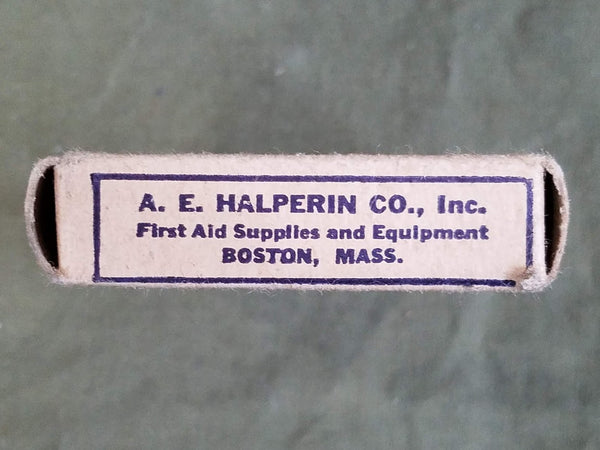 A. E. HALPERIN CO., Inc.
First Aid Supplies and Equipment
BOSTON, MASS.